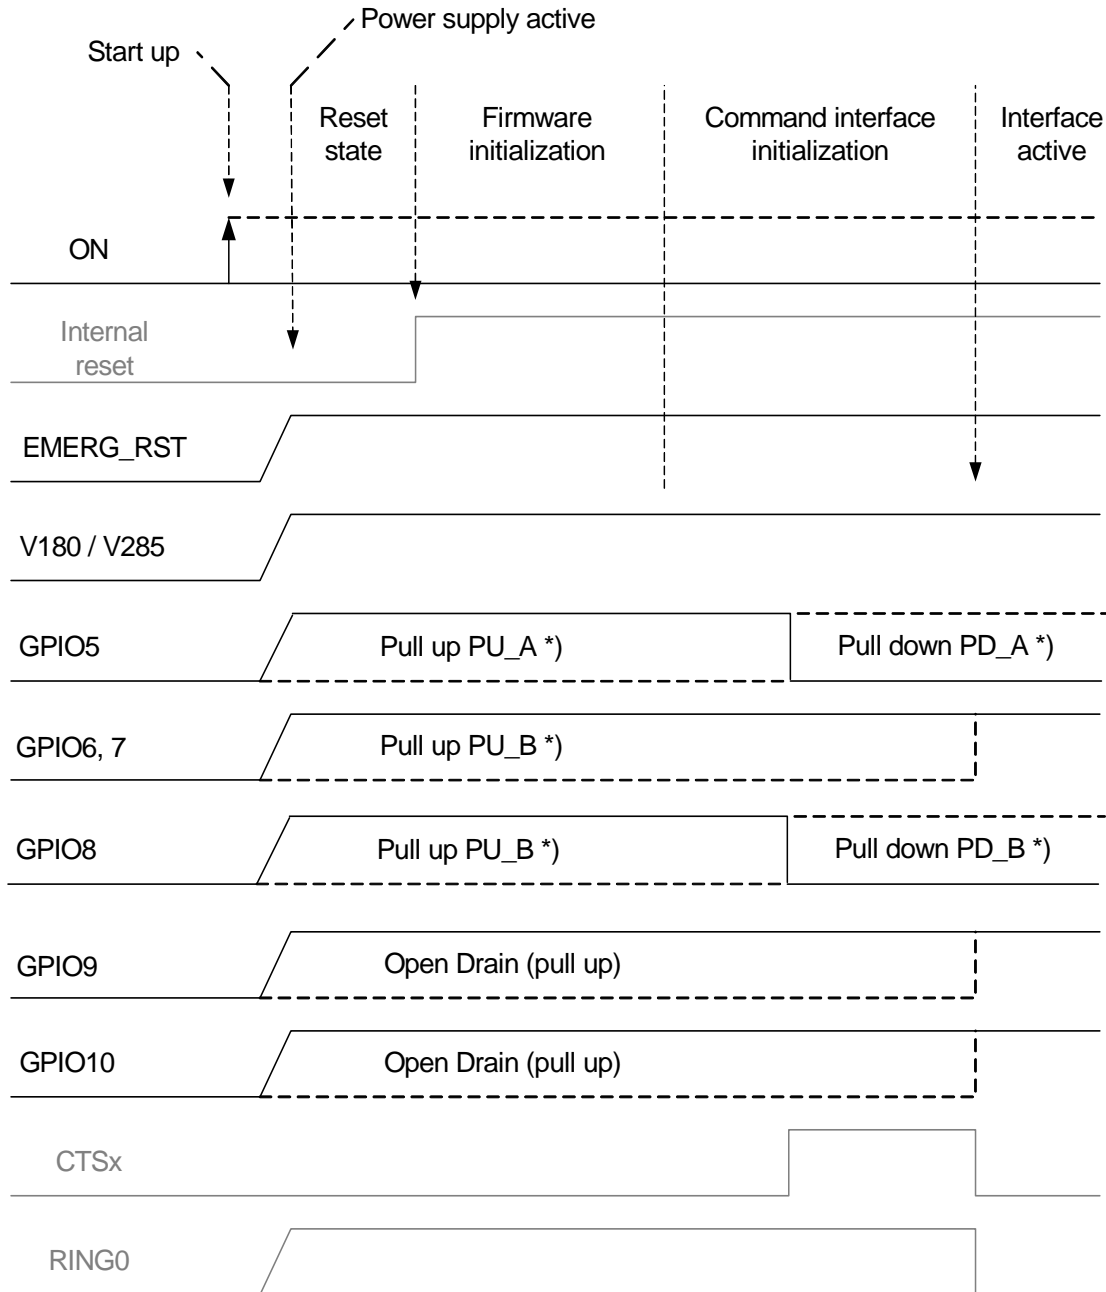 Power supply active
Start up
Reset
state
Firmware
initialization
Command interface
initialization
Interface
active
ON
Internal
reset
EMERG_RST
V180 / V285
GPIO5
Pull up PU_A *)
Pull down PD_A *)
GPIO6, 7
Pull up PU_B *)
GPIO8
Pull up PU_B *)
Pull down PD_B *)
GPIO9
Open Drain (pull up)
GPIO10
Open Drain (pull up)
CTSx
RING0